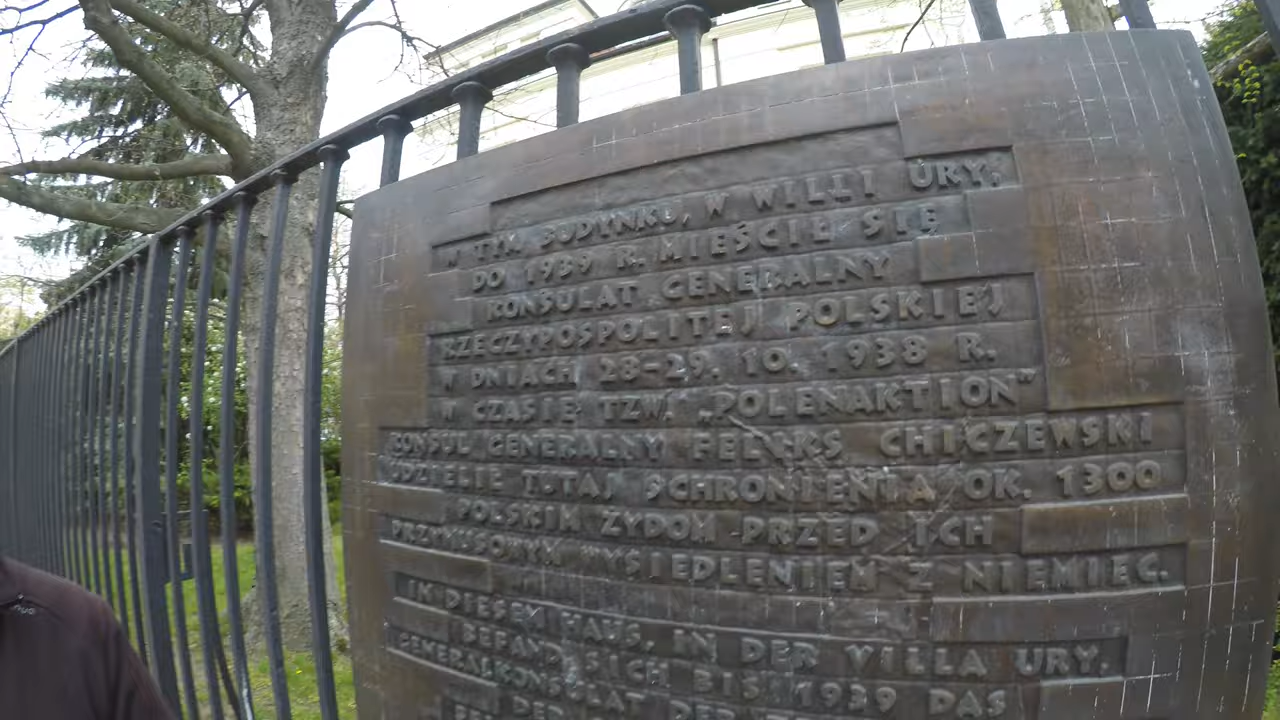 W TYM BUDYNKU, W WILLI URY,
DO 1939 R. MIEŚCIŁ SIĘ
KONSULAT GENERALNY
RZECZYPOSPOLITEJ POLSKIEJ
W DNIACH 28-29. 10. 1938 R.
W CZASIE TZW. „POLENAKTION"
KONSUL GENERALNY FELIKS CHICZEWSKI
UDZIELIŁ TUTAJ SCHRONIENIA OK. 1300
POLSKIM ŻYDOM PRZED ICH
PRZYMUSOWYM WYSIEDLENIEM Z NIEMIEC.
IN DIESEM HAUS, IN DER VILLA URY,
BEFAND SICH BIS 1939 DAS
GENERALKONSULAT DER